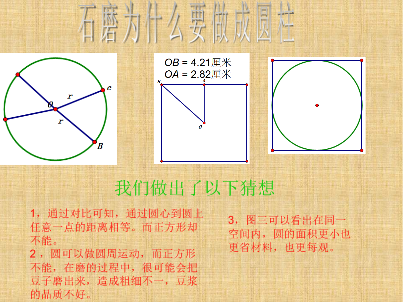 石磨为什么要做成圆柱
r
C
O
r
B
OB = 4.21厘米
OA = 2.82厘米
我们做出了以下猜想
1，通过对比可知，通过圆心到圆上
任意一点的距离相等。而正方形却
不能。
2，圆可以做圆周运动，而正方形
不能，在磨的过程中，很可能会把
豆子磨出来，造成粗细不一，豆浆
的品质不好。
3，图三可以看出在同一
空间内，圆的面积更小也
更省材料，也更每观。